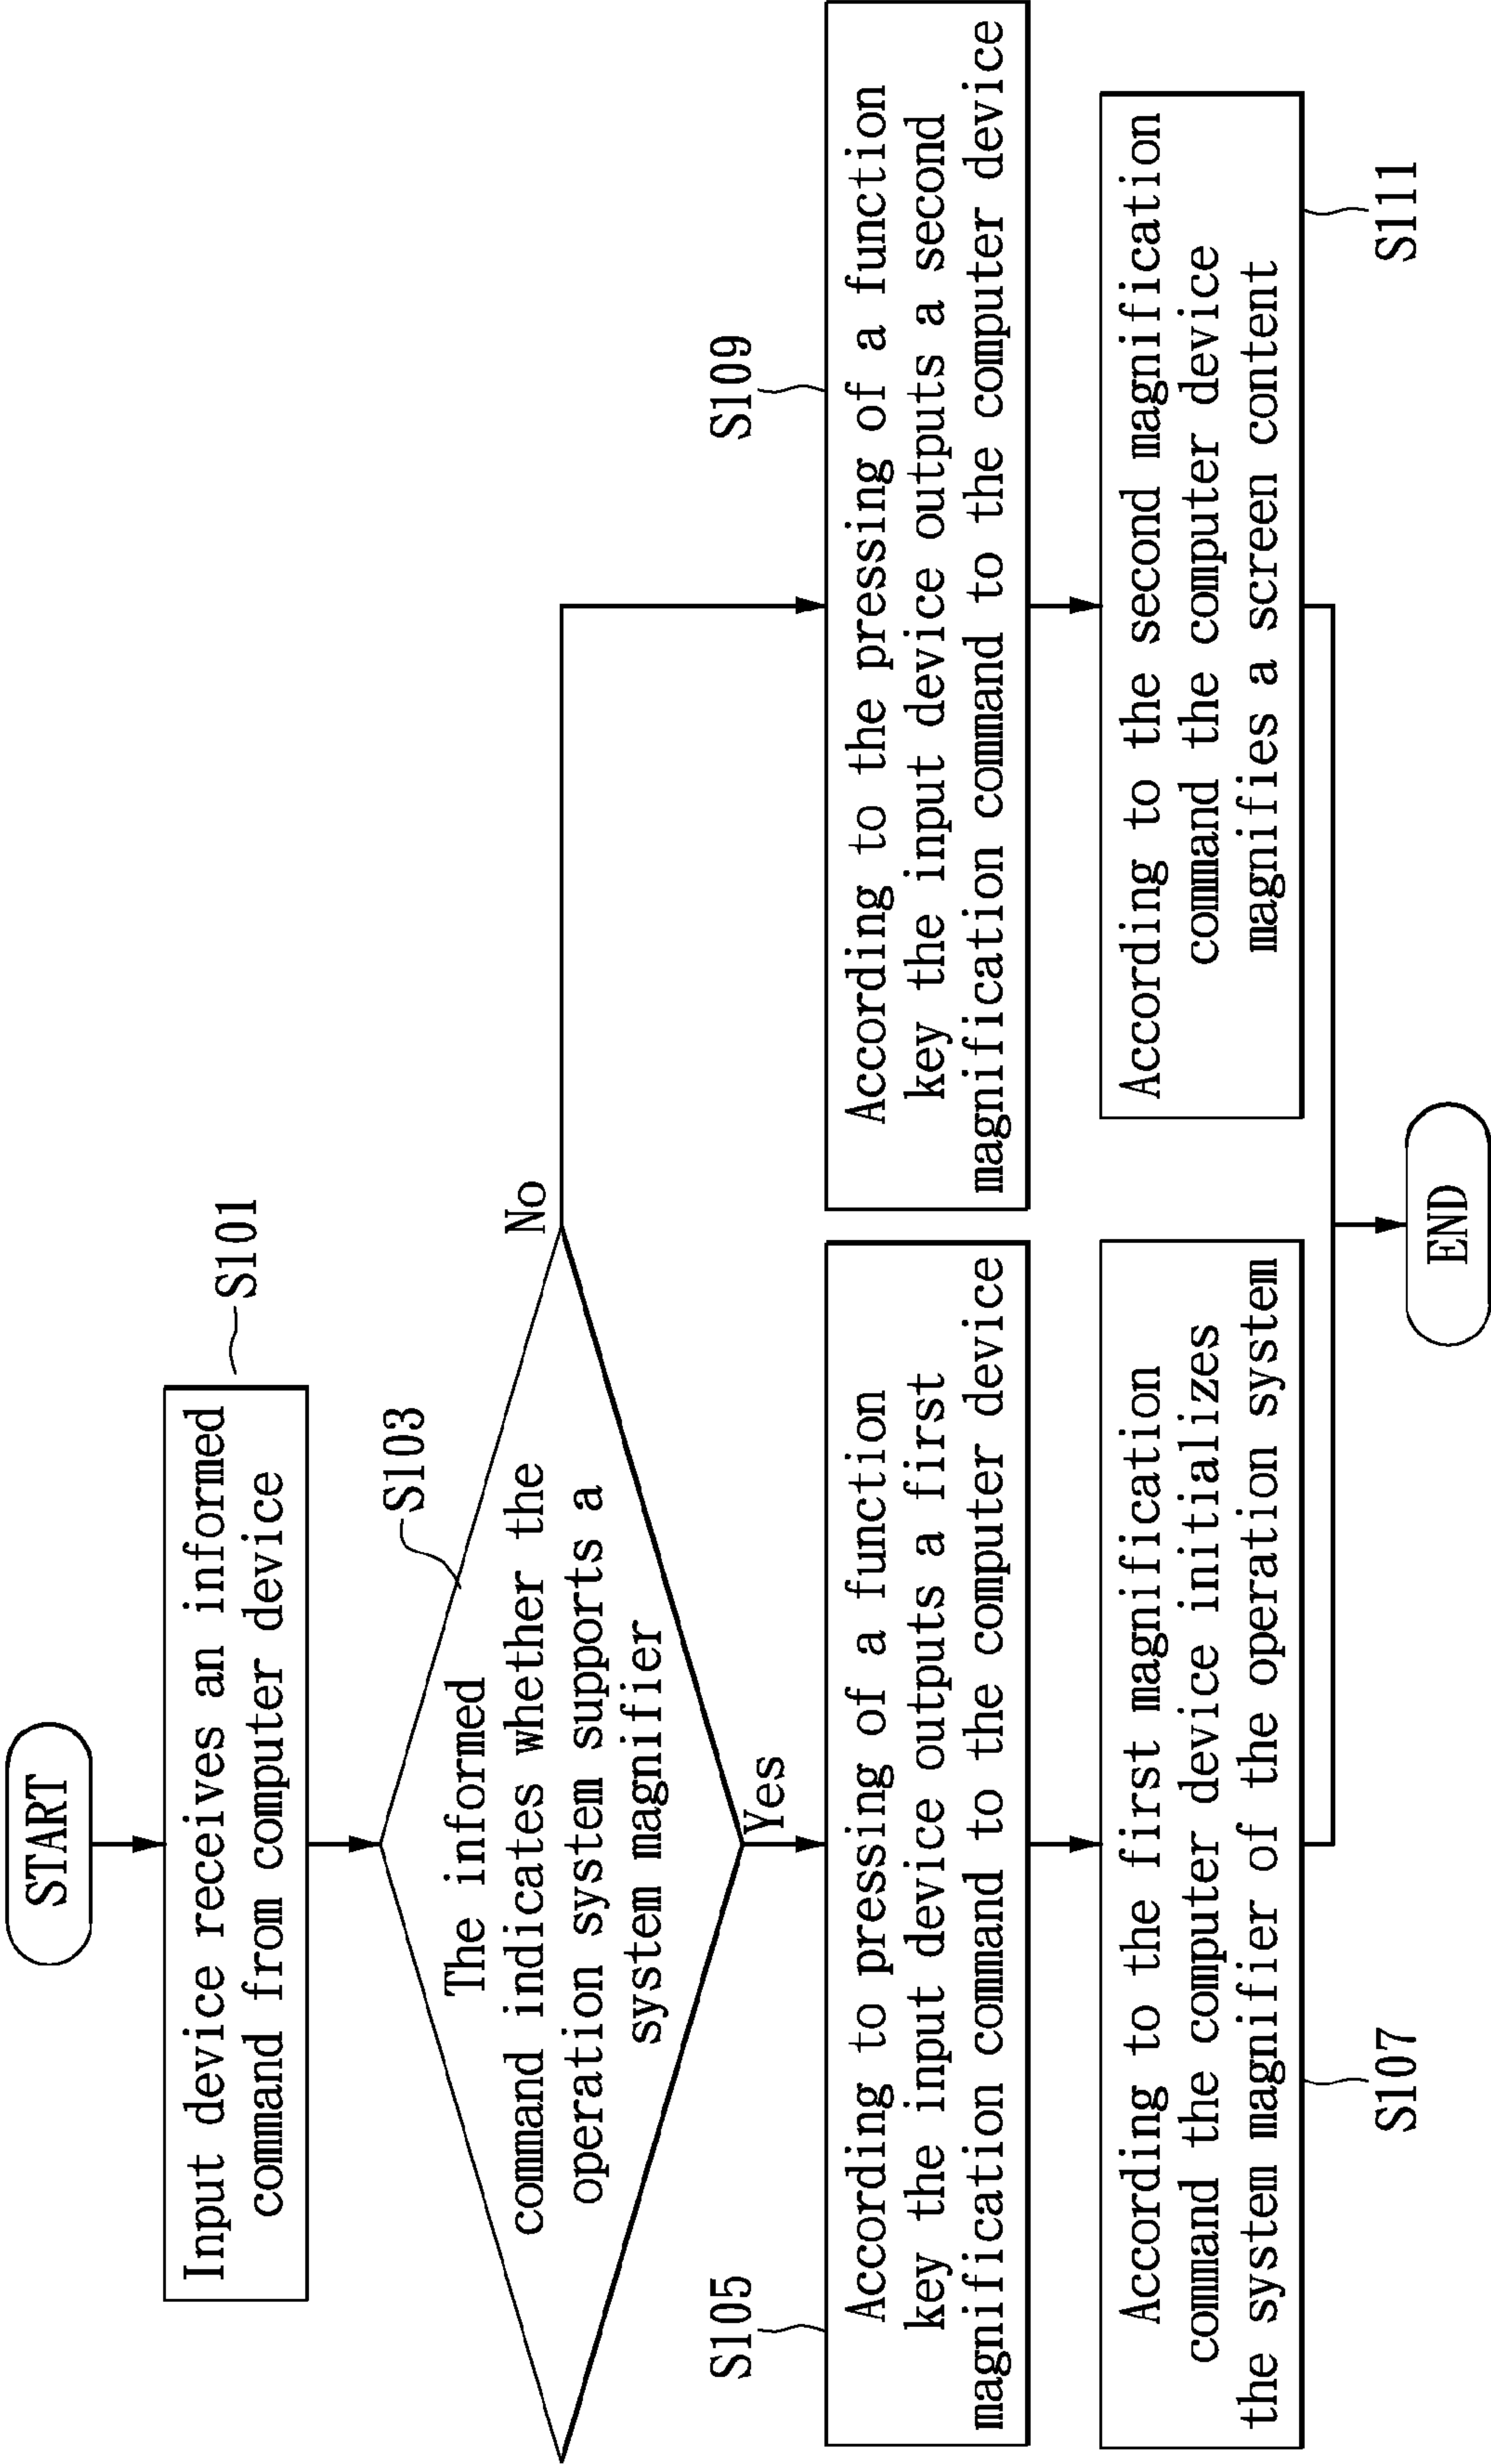 START
Input device receives an informed
command from computer device
S101
The informed
command indicates whether the
operation system supports a
system magnifier
S103
Yes
No
S105
According to pressing of a function
key the input device outputs a first
magnification command to the computer device
S109
According to the pressing of a function
key the input device outputs a second
magnification command to the computer device
According to the first magnification
command the computer device initializes
the system magnifier of the operation system
S107
According to the second magnification
command the computer device
magnifies a screen content
S111
END